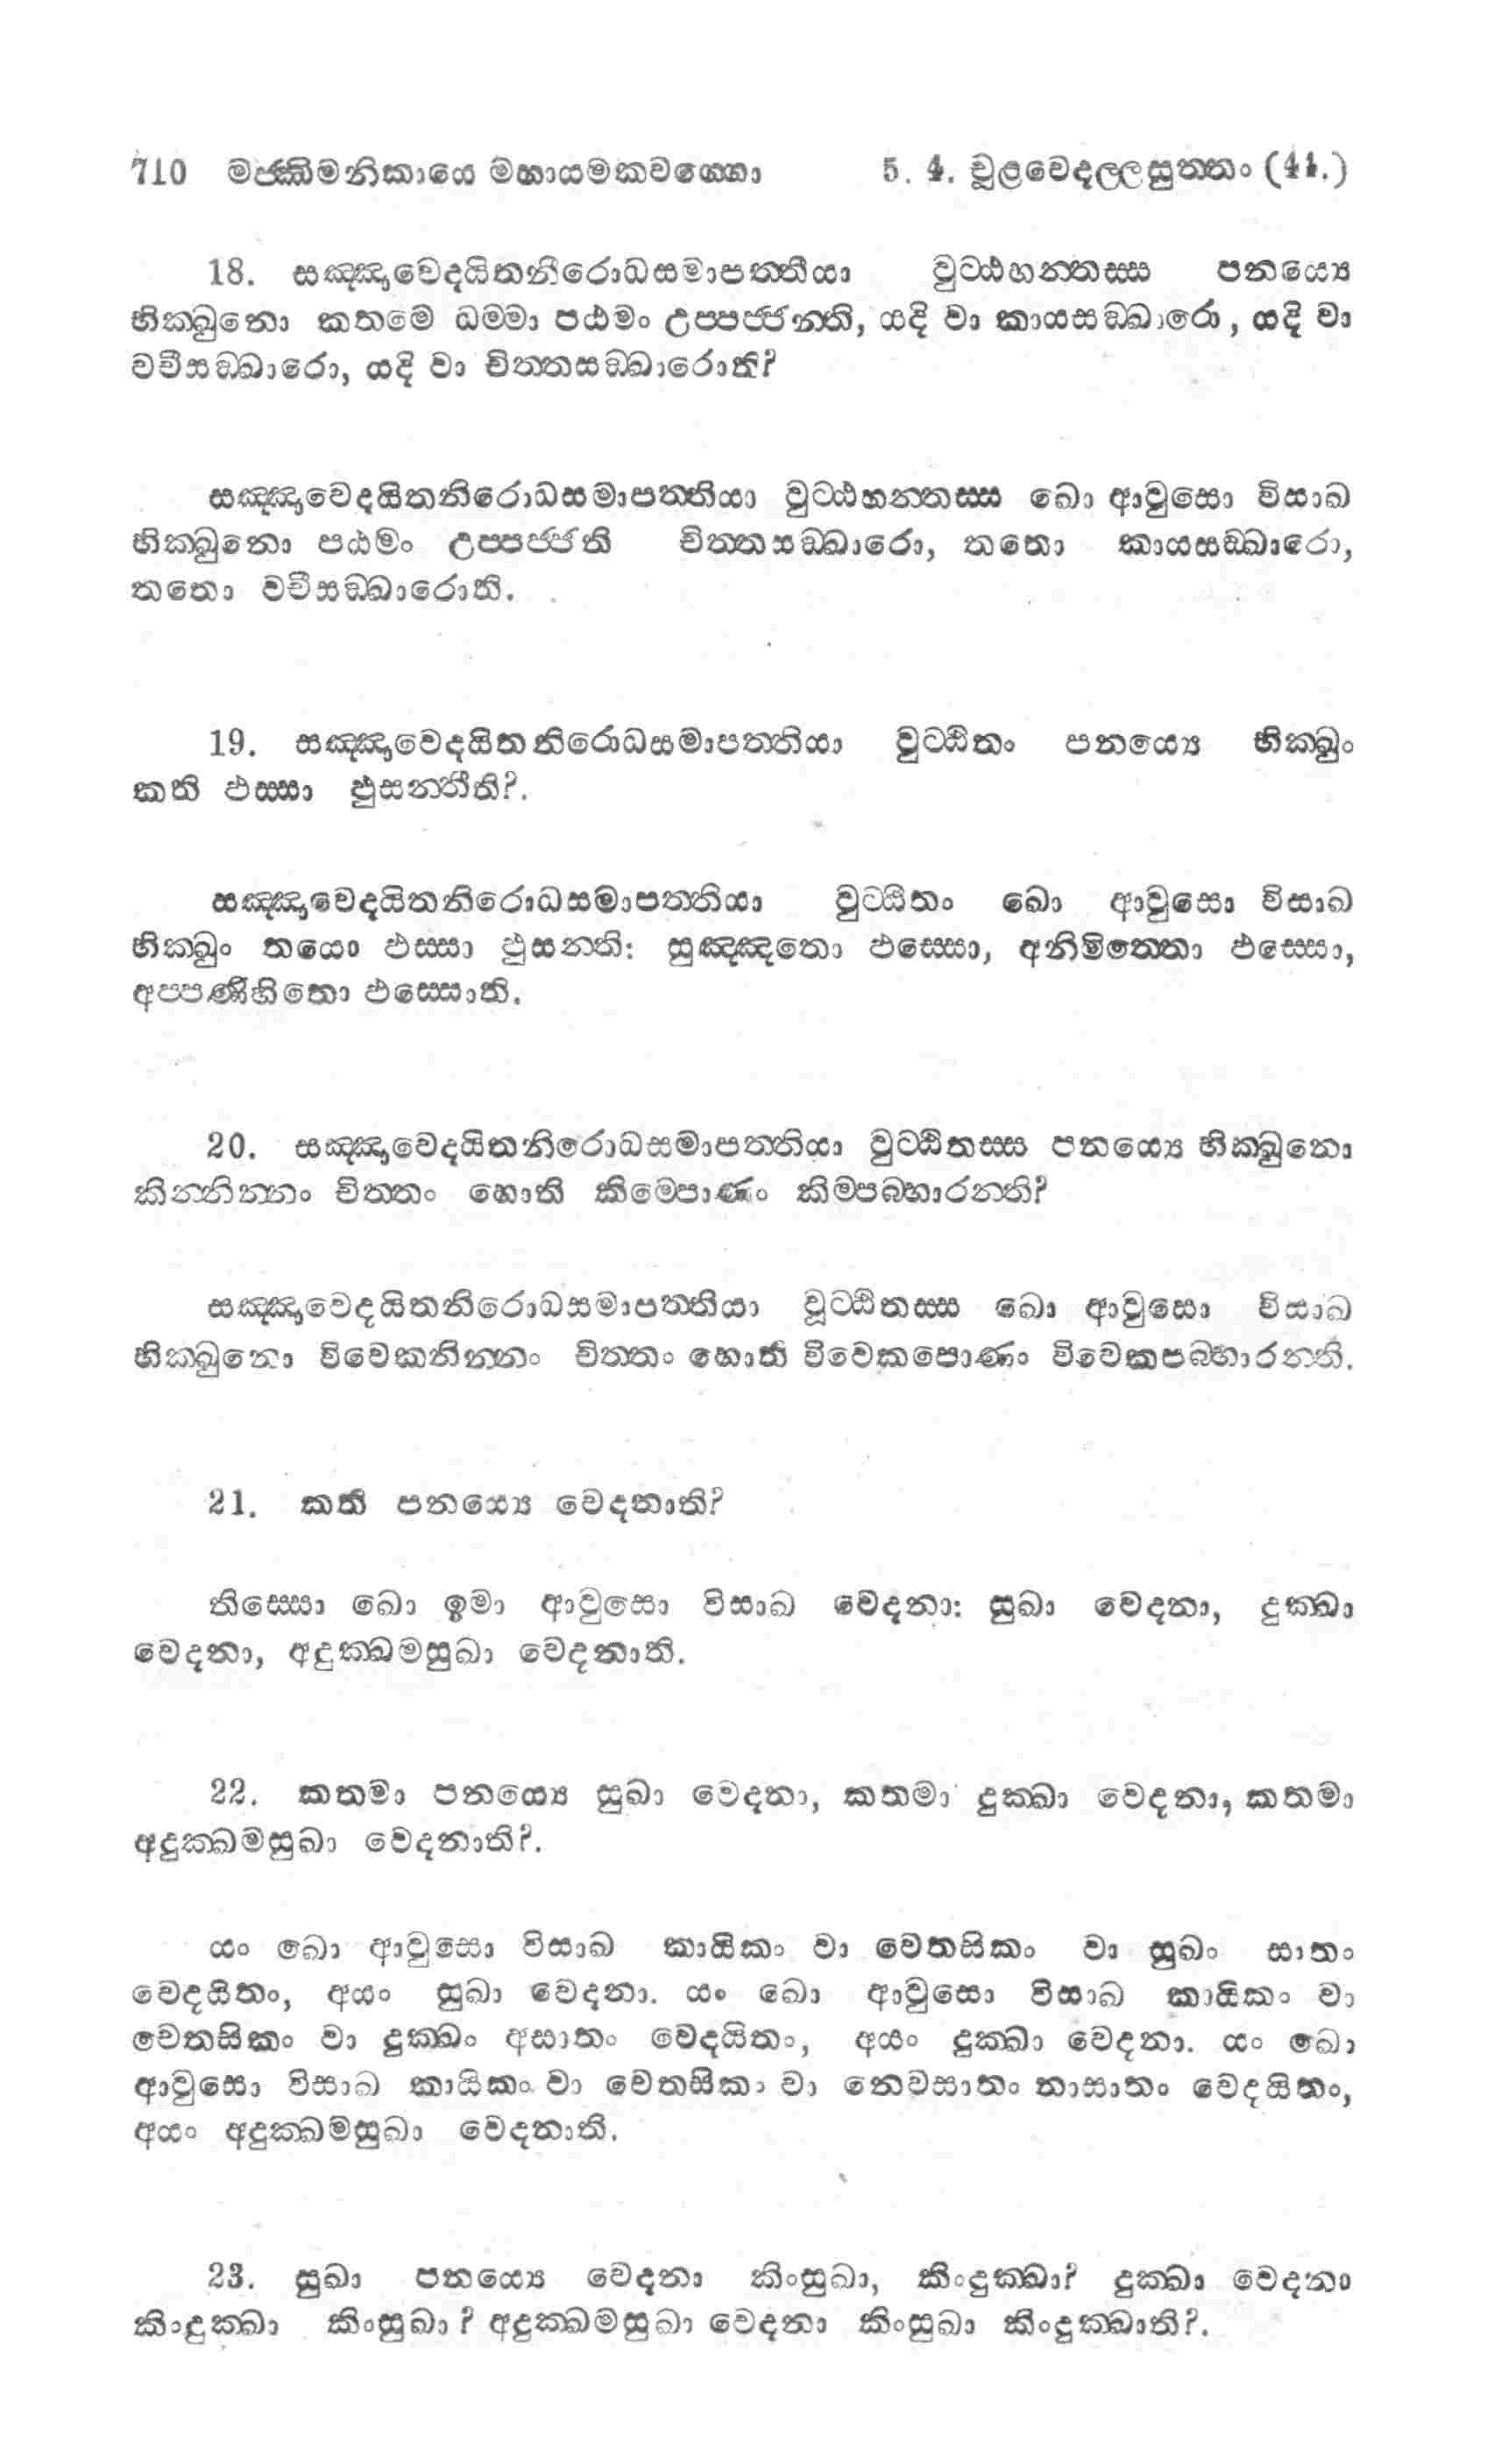 710 මජ්ඣිමනිකායෙ මහායමකවග්ගො 5. 4. චූළවෙදල්ලසුත්තං (44.)
18. සඤ්ඤාවෙදයිතනිරොධසමාපත්තියා වුට්ඨහන්තස්ස පනය්‍යෙ
භික්ඛුනො කතමෙ ධම්මා පඨමං උප්පජ්ජන්ති, යදි වා කායසඞ්ඛාරො, යදි වා
වචීසඞ්ඛාරො, යදි වා චිත්තසඞ්ඛාරොති?
සඤ්ඤාවෙදයිතනිරොධසමාපත්තියා වුට්ඨහන්තස්ස ඛො ආවුසො විසාඛ
භික්ඛුනො පඨමං උප්පජ්ජති චිත්තසඞ්ඛාරො, තතො කායසඞ්ඛාරො,
තතො වචීසඞ්ඛාරොති.
19. සඤ්ඤාවෙදයිතනිරොධසමාපත්තියා වුට්ඨිතං පනය්‍යෙ භික්ඛුං
කති ඵස්සා ඵුසන්තීති?.
සඤ්ඤාවෙදයිතනිරොධසමාපත්තියා වුට්ඨිතං ඛො ආවුසො විසාඛ
භික්ඛුං තයො ඵස්සා ඵුසන්ති: සුඤ්ඤතො ඵස්සො, අනිමිත්තො ඵස්සො,
අප්පණිහිතො ඵස්සොති.
20. සඤ්ඤාවෙදයිතනිරොධසමාපත්තියා වුට්ඨිතස්ස පනය්‍යෙ භික්ඛුනො
කින්නින්නං චිත්තං හොති කිම්පොණං කිම්පබ්භාරන්ති?
සඤ්ඤාවෙදයිතනිරොධසමාපත්තියා වූට්ඨිතස්ස ඛො ආවුසො විසාඛ
භික්ඛුනො විවෙකනින්නං චිත්තං හොති විවෙකපොණං විවෙකපබ්භාරන්ති.
21. කති පනය්‍යෙ වෙදනාති?
තිස්සො ඛො ඉමා ආවුසො විසාඛ වෙදනා: සුඛා වෙදනා, දුක්ඛා
වෙදනා, අදුක්ඛමසුඛා වෙදනාති.
22. කතමා පනය්‍යෙ සුඛා වෙදනා, කතමා දුක්ඛා වෙදනා, කතමා
අදුක්ඛමසුඛා වෙදනාති?.
යං ඛො ආවුසො විසාඛ කායිකං වා චෙතසිකං වා සුඛං සාතං
වෙදයිතං, අයං සුඛා වෙදනා. යං ඛො ආවුසො විසාඛ කායිකං වා
චෙතසිකං වා දුක්ඛං අසාතං වෙදයිතං, අයං දුක්ඛා වෙදනා. යං ඛො
ආවුසො විසාඛ කායිකං වා චෙතසිකං වා නෙවසාතං නාසාතං වෙදයිතං,
අයං අදුක්ඛමසුඛා වෙදනාති.
23. සුඛා පනය්‍යෙ වෙදනා කිංසුඛා, කිංදුක්ඛා? දුක්ඛා වෙදනා
කිංදුක්ඛා කිංසුඛා? අදුක්ඛමසුඛා වෙදනා කිංසුඛා කිංදුක්ඛාති?.